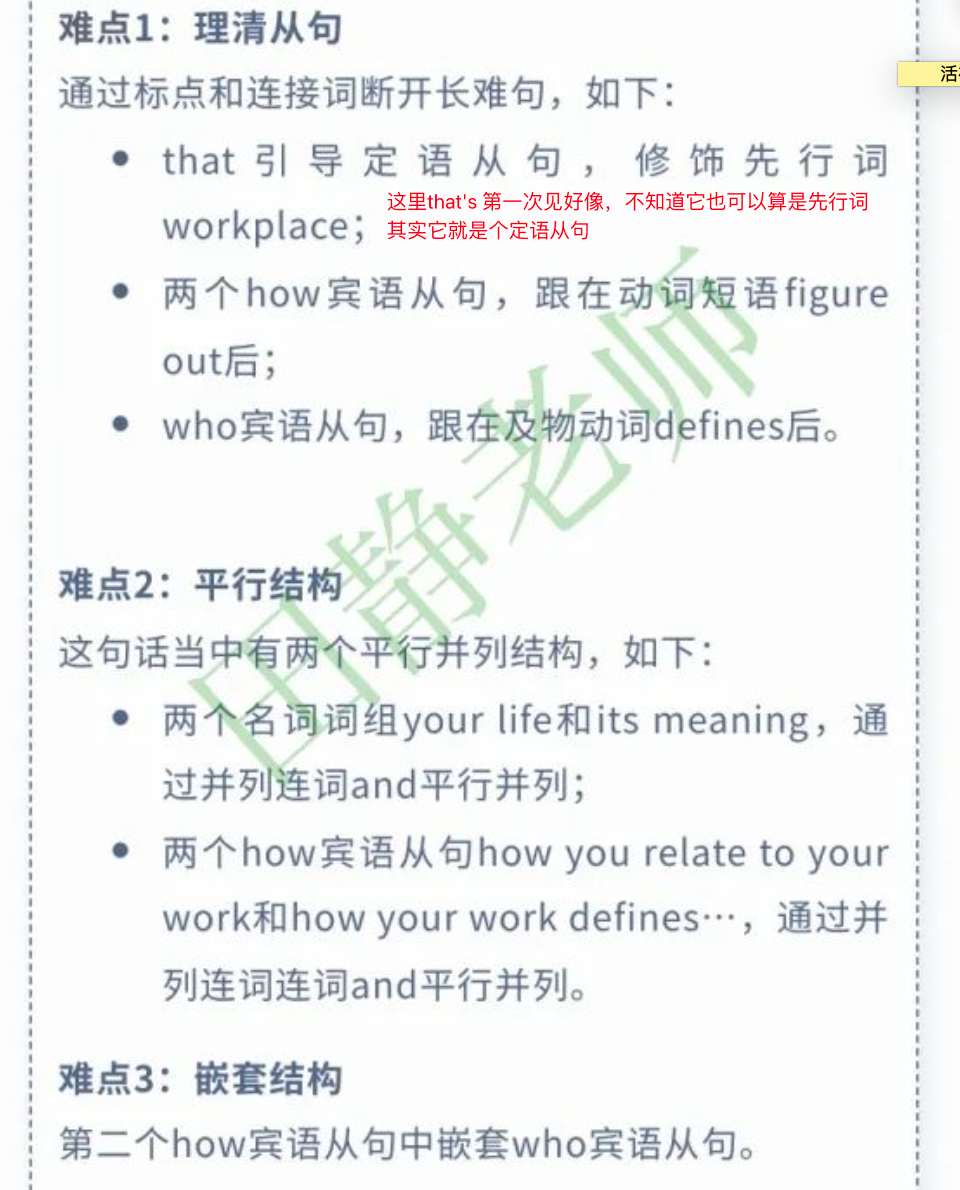 难点1：理清从句
活
通过标点和连接词断开长难句，如下：
that引导定语从句，修饰先行词
这里that's 第一次见好像，不知道它也可以算是先行词
workplace；
其实它就是个定语从句
两个how宾语从句，跟在动词短语figure
out后；
who宾语从句，跟在及物动词defines后。
田静老师
难点2：平行结构
这句话当中有两个平行并列结构，如下：
两个名词词组your life和its meaning，通
过并列连词and平行并列；
两个how宾语从句how you relate to your
work和how your work defines…，通过并
列连词连词and平行并列。
难点3：嵌套结构
第二个how宾语从句中嵌套who宾语从句。